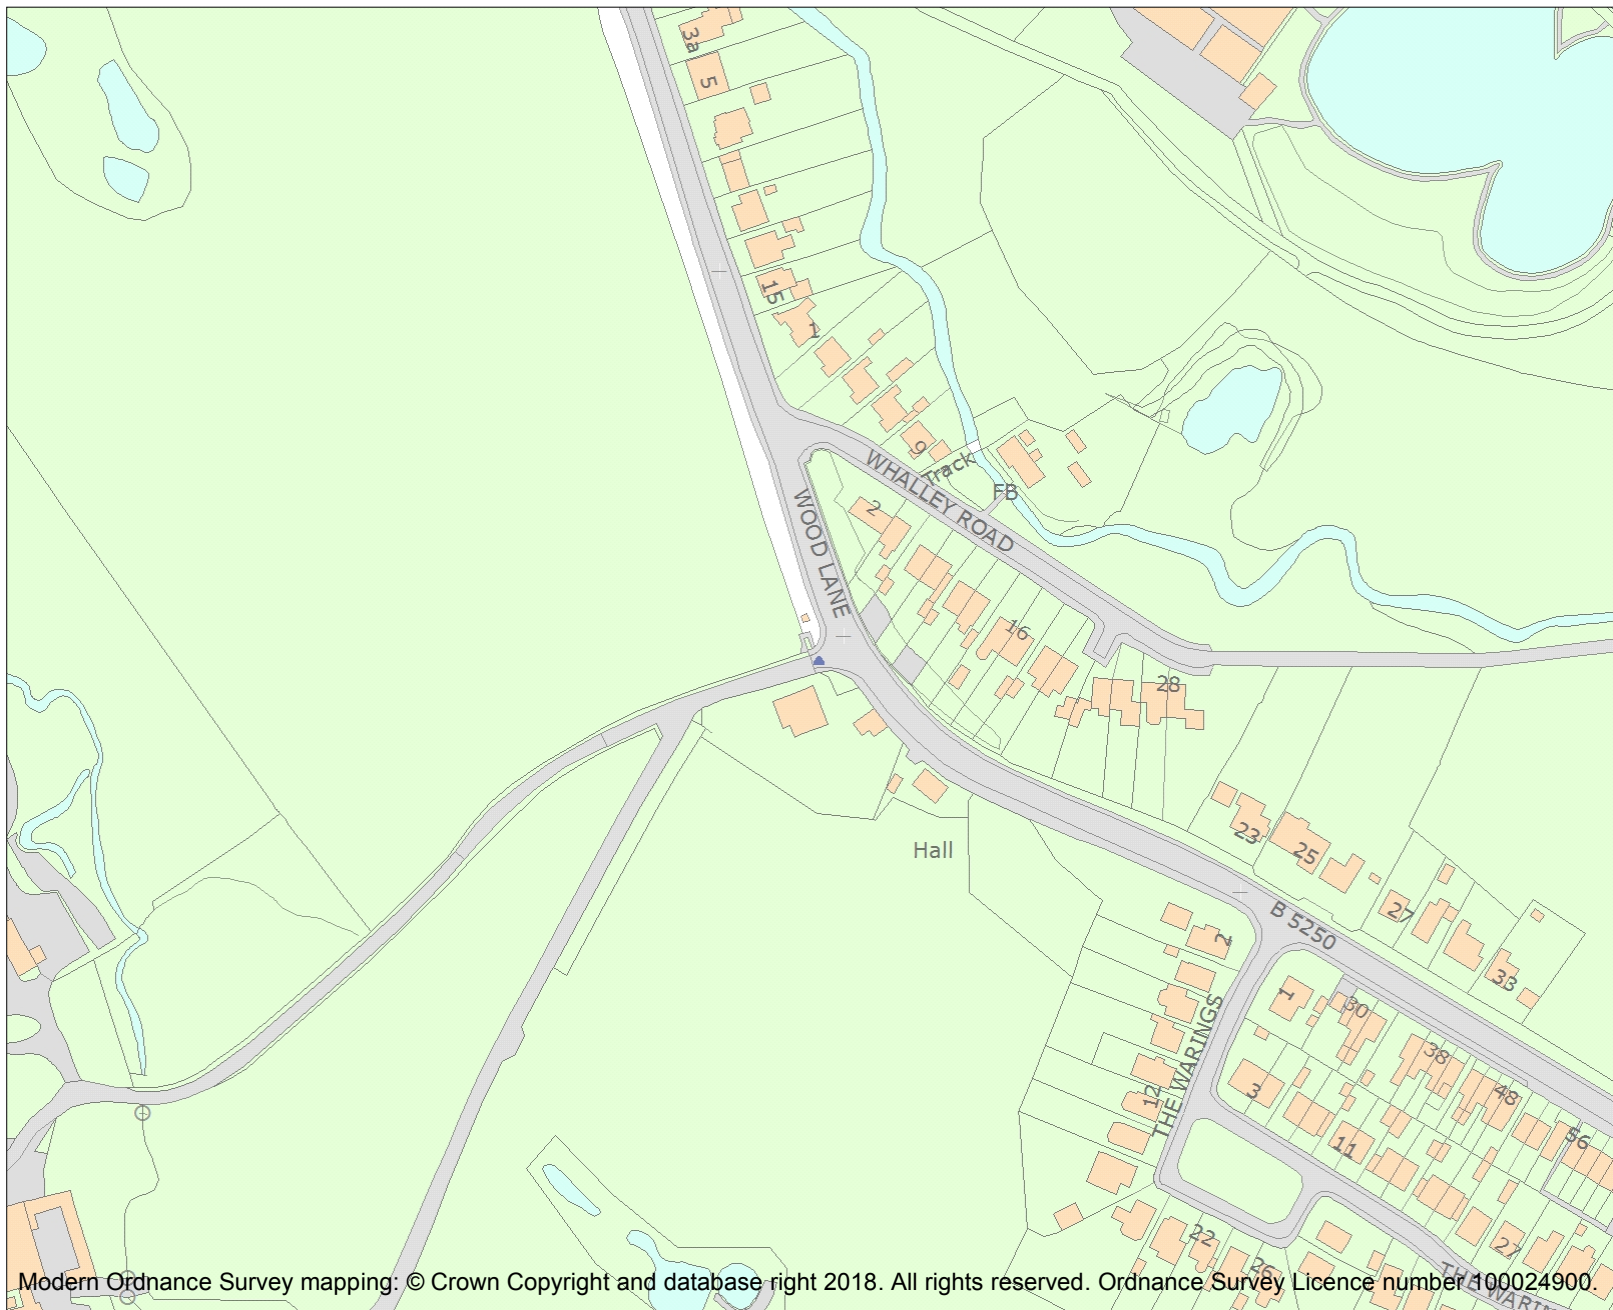 3a
5
15
1
9
Track
WHALLEY ROAD
FB
2
WOOD LANE
16
28
Hall
23
25
27
B 5250
33
2
1
30
38
48
56
THE WARINGS
12
3
11
22
26
27
THE WARI
Modern Ordnance Survey mapping: © Crown Copyright and database right 2018. All rights reserved. Ordnance Survey Licence number 100024900.